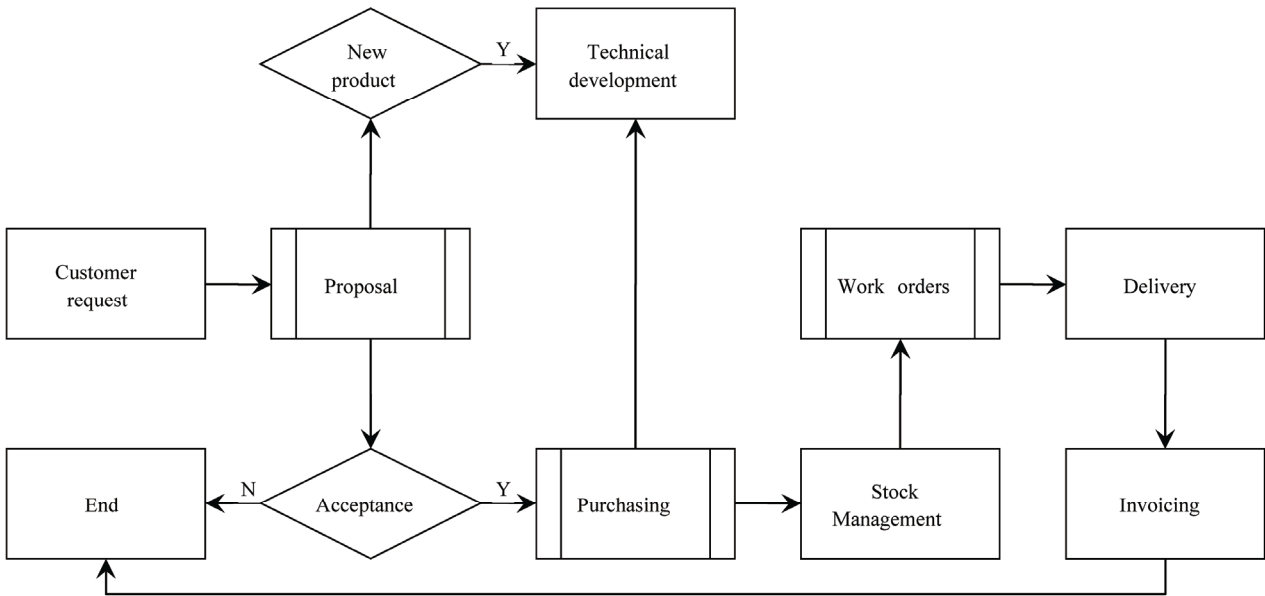 New
product
Y
Technical
development
Customer
request
Proposal
Work orders
Delivery
End
N
Acceptance
Y
Purchasing
Stock
Management
Invoicing